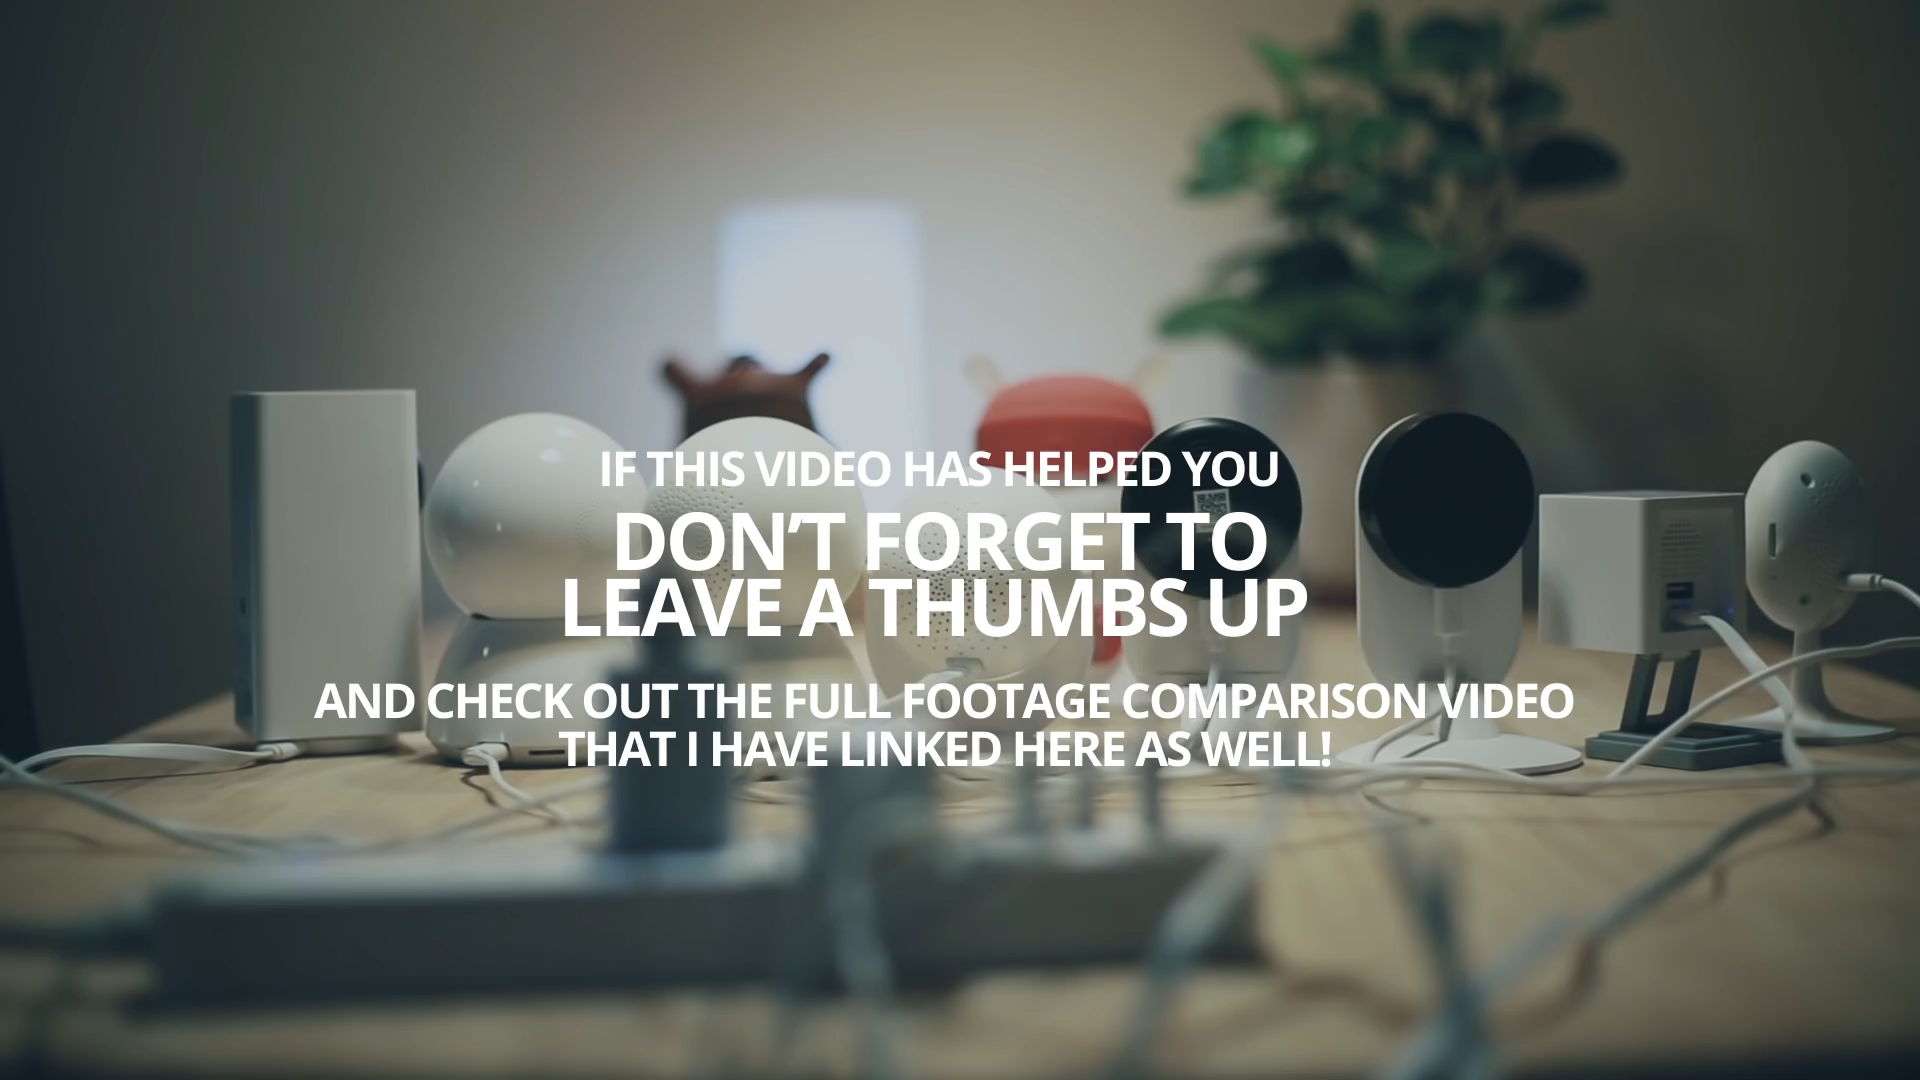 IF THIS VIDEO HAS HELPED YOU
DON'T FORGET TO
LEAVE A THUMBS UP
AND CHECK OUT THE FULL FOOTAGE COMPARISON VIDEO
THAT I HAVE LINKED HERE AS WELL!